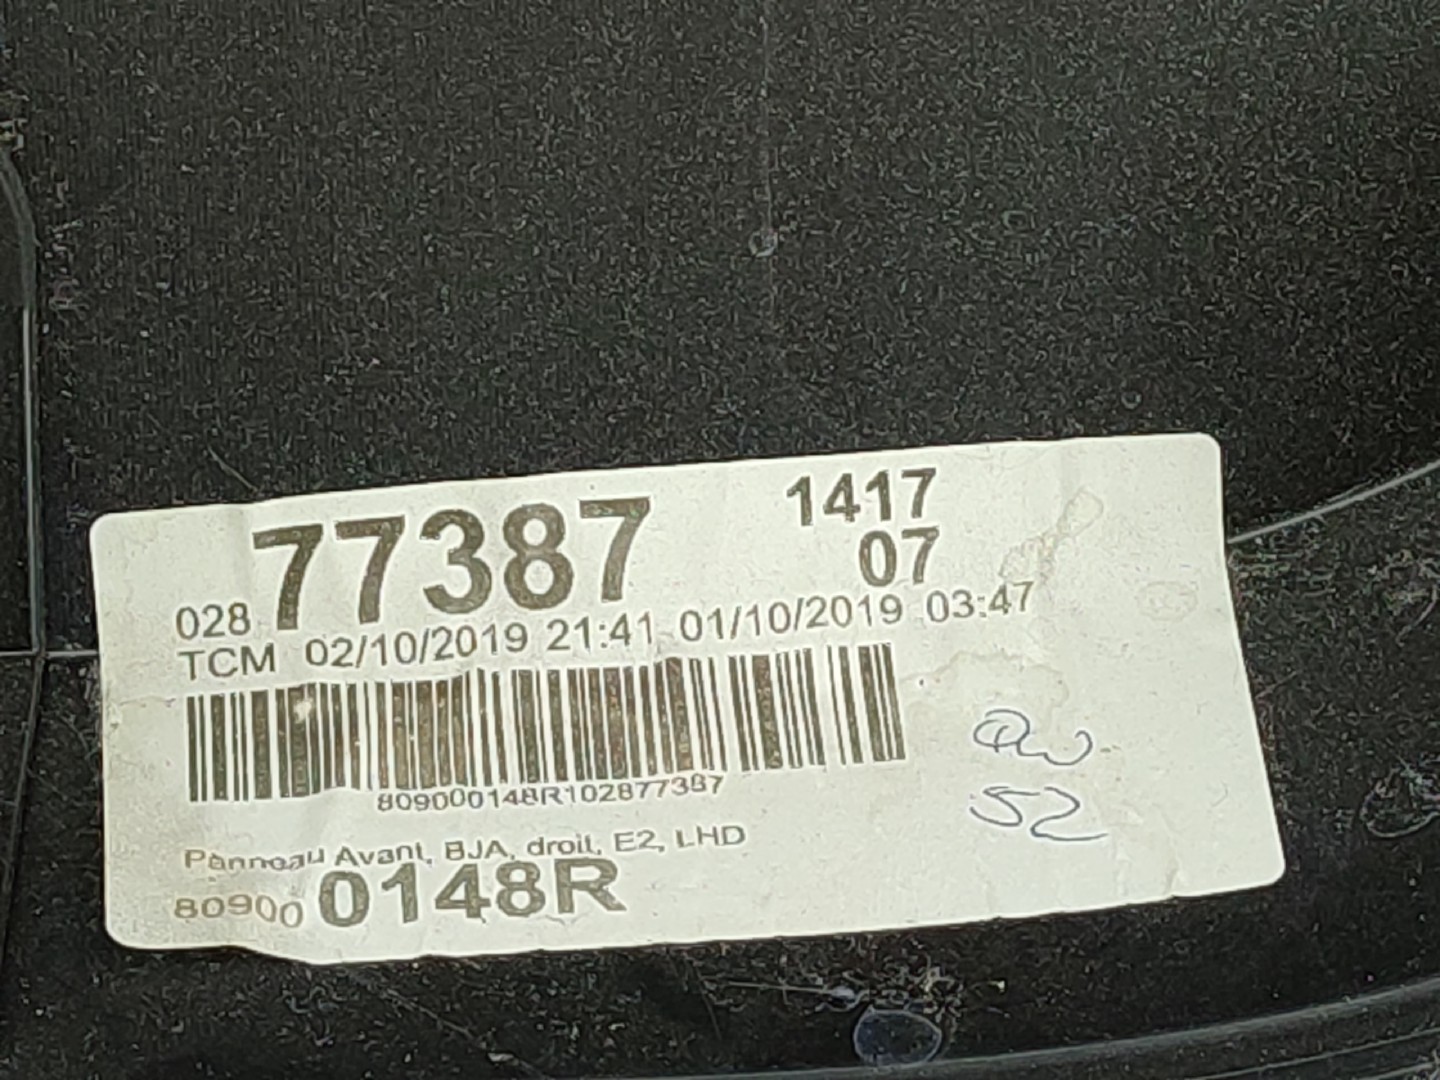 1417
028 77387 07
TCM 02/10/2019 21:41 01/10/2019 03:47
809000148R102877387
Panneau Avant, BJA, droit, E2, LHD
80900 0148R
52